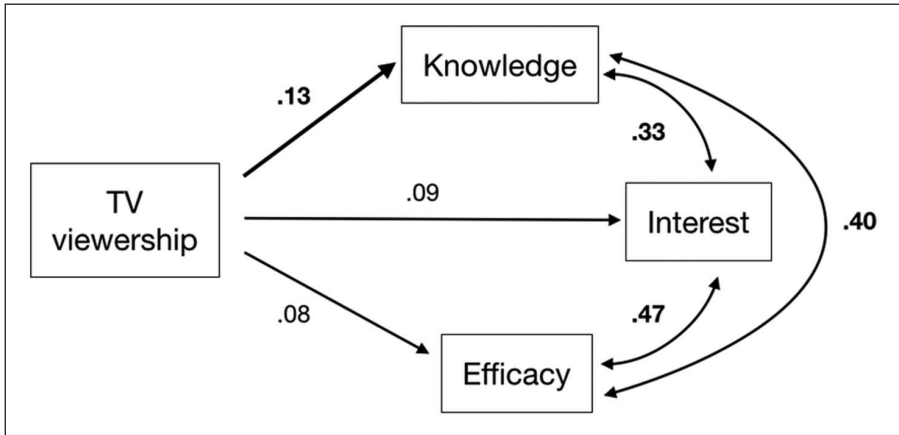 Knowledge
.13
.33
TV
viewership
.09
Interest
.40
.08
.47
Efficacy